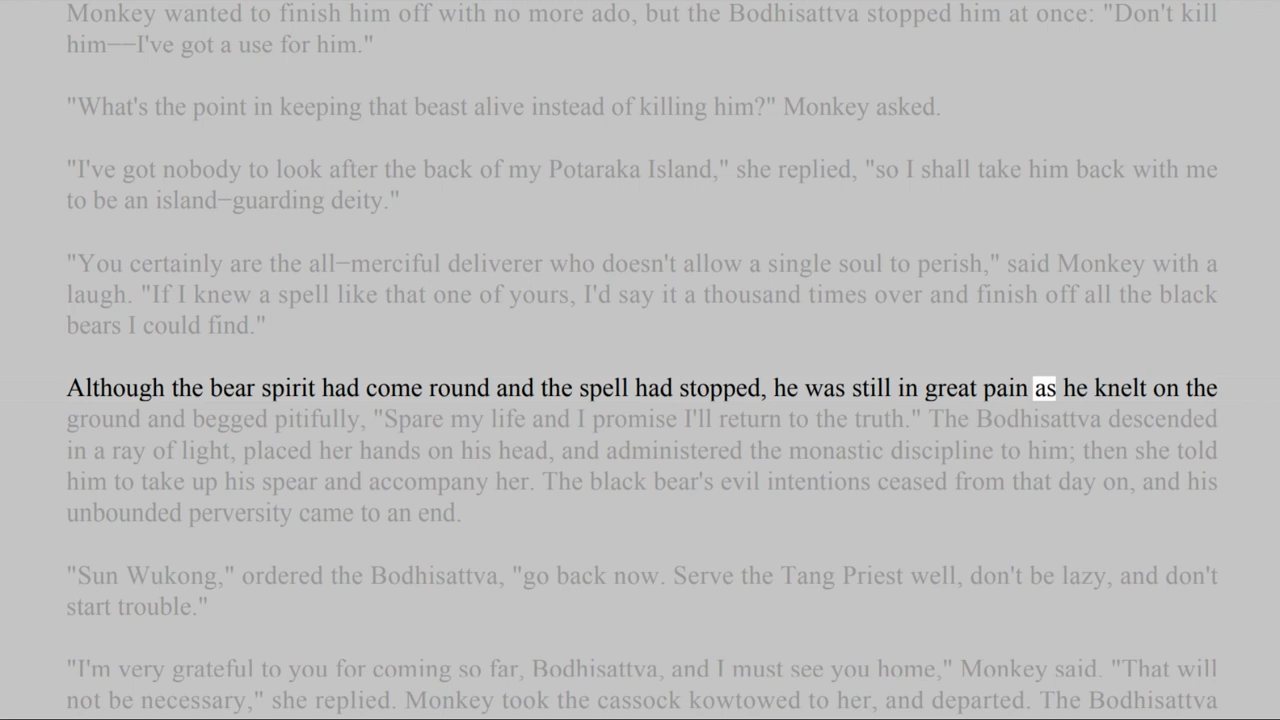 Monkey wanted to finish him off with no more ado, but the Bodhisattva stopped him at once: "Don't kill
him−−I've got a use for him."
"What's the point in keeping that beast alive instead of killing him?" Monkey asked.
"I've got nobody to look after the back of my Potaraka Island," she replied, "so I shall take him back with me
to be an island−guarding deity."
"You certainly are the all−merciful deliverer who doesn't allow a single soul to perish," said Monkey with a
laugh. "If I knew a spell like that one of yours, I'd say it a thousand times over and finish off all the black
bears I could find."
Although the bear spirit had come round and the spell had stopped, he was still in great pain as he knelt on the
ground and begged pitifully, "Spare my life and I promise I'll return to the truth." The Bodhisattva descended
in a ray of light, placed her hands on his head, and administered the monastic discipline to him; then she told
him to take up his spear and accompany her. The black bear's evil intentions ceased from that day on, and his
unbounded perversity came to an end.
"Sun Wukong," ordered the Bodhisattva, "go back now. Serve the Tang Priest well, don't be lazy, and don't
start trouble."
"I'm very grateful to you for coming so far, Bodhisattva, and I must see you home," Monkey said. "That will
not be necessary," she replied. Monkey took the cassock kowtowed to her, and departed. The Bodhisattva